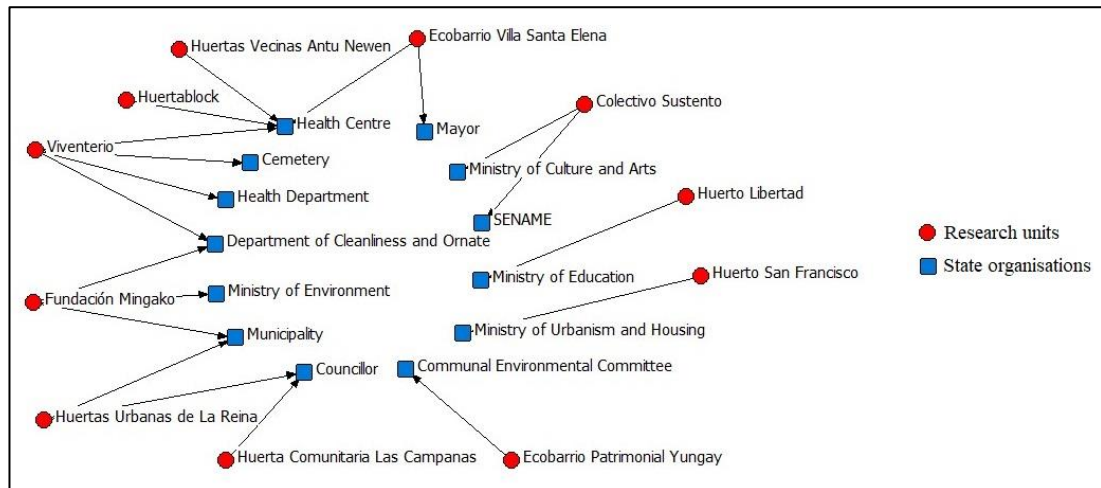 Ecobarrio Villa Santa Elena
Huertas Vecinas Antu Newen
Huertablock
Colectivo Sustento
Health Centre
Mayor
Viventerio
Cemetery
Ministry of Culture and Arts
Health Department
Huerto Libertad
SENAME
Research units
Department of Cleanliness and Ornate
State organisations
Ministry of Education
Huerto San Francisco
Ministry of Environment
Fundación Mingako
Ministry of Urbanism and Housing
Municipality
Councillor
Communal Environmental Committee
Huertas Urbanas de La Reina
Huerta Comunitaria Las Campanas
Ecobarrio Patrimonial Yungay